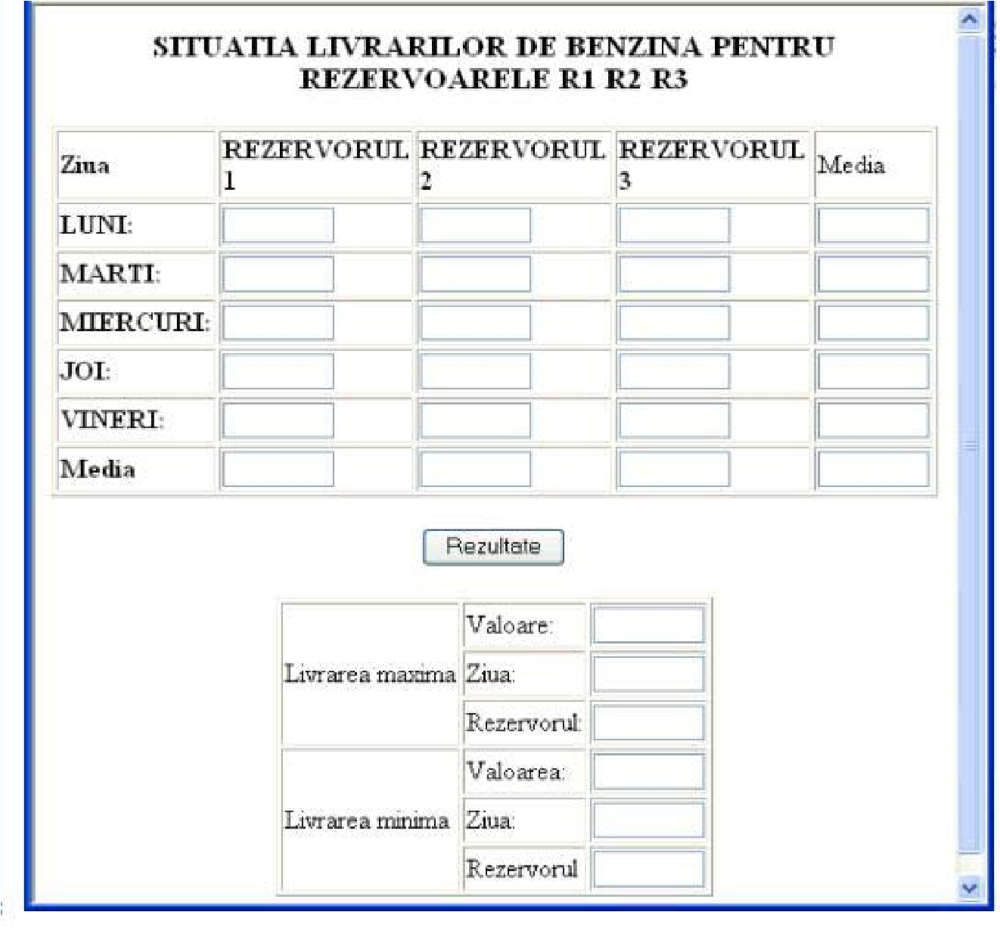 SITUATIA LIVRARILOR DE BENZINA PENTRU
REZERVOARELE R1 R2 R3
Ziua REZERVORUL 1 REZERVORUL 2 REZERVORUL 3 Media
LUNI:
MARTI:
MIERCURI:
JOI:
VINERI:
Media
Rezultate
Livrarea maxima
Valoare:
Ziua:
Rezervorul:
Livrarea minima
Valoarea:
Ziua:
Rezervorul